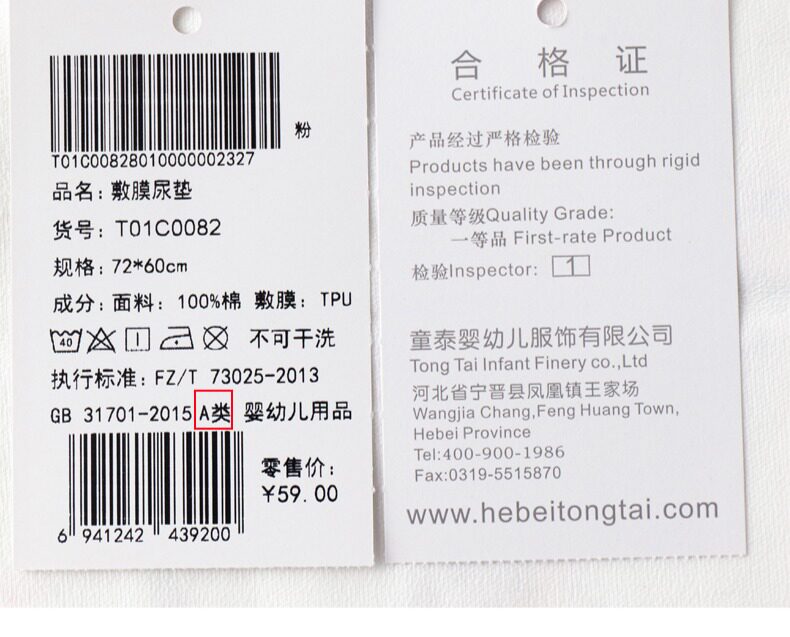 粉
T01C00828010000002327
品名：敷膜尿垫
货号：T01C0082
规格：72*60cm
成分：面料：100%棉 敷膜：TPU
40 不可干洗
执行标准：FZ/T 73025-2013
GB 31701-2015 A类 婴幼儿用品
零售价：
¥59.00
6 941242 439200
合格证
Certificate of Inspection
产品经过严格检验
Products have been through rigid
inspection
质量等级Quality Grade:
一等品 First-rate Product
检验Inspector: 1
童泰婴幼儿服饰有限公司
Tong Tai Infant Finery co.,Ltd
河北省宁晋县凤凰镇王家场
Wangjia Chang,Feng Huang Town,
Hebei Province
Tel:400-900-1986
Fax:0319-5515870
www.hebeitongtai.com